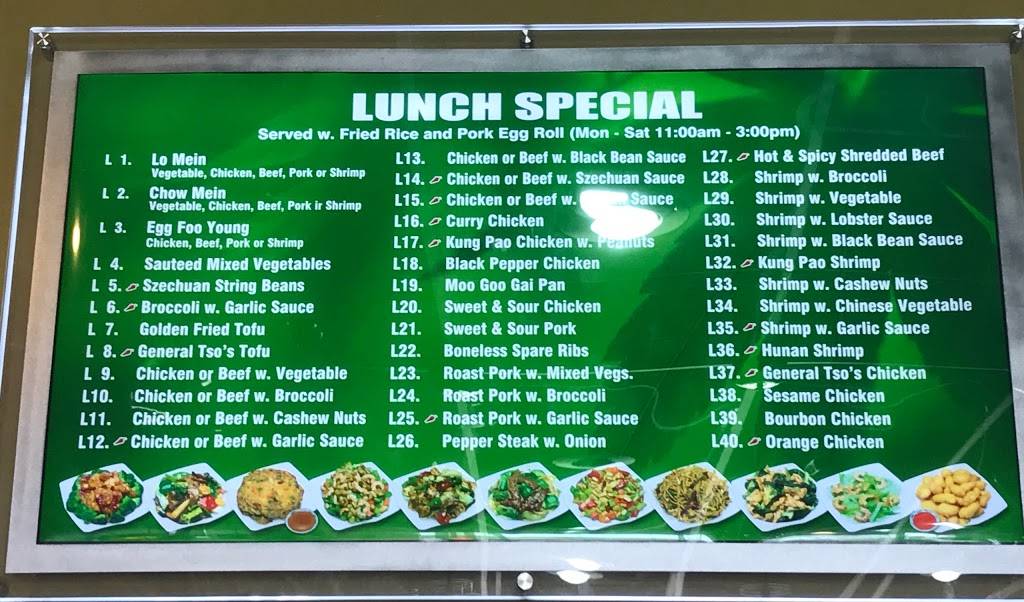 LUNCH SPECIAL
Served w. Fried Rice and Pork Egg Roll (Mon - Sat 11:00am - 3:00pm)
L 1. Lo Mein
Vegetable, Chicken, Beef, Pork or Shrimp
L 2. Chow Mein
Vegetable, Chicken, Beef, Pork ir Shrimp
L 3. Egg Foo Young
Chicken, Beef, Pork or Shrimp
L 4. Sauteed Mixed Vegetables
L 5. Szechuan String Beans
L 6. Broccoli w. Garlic Sauce
L 7. Golden Fried Tofu
L 8. General Tso's Tofu
L 9. Chicken or Beef w. Vegetable
L10. Chicken or Beef w. Broccoli
L11. Chicken or Beef w. Cashew Nuts
L12. Chicken or Beef w. Garlic Sauce
L13. Chicken or Beef w. Black Bean Sauce
L14. Chicken or Beef w. Szechuan Sauce
L15. Chicken or Beef w. Sauce
L16. Curry Chicken
L17. Kung Pao Chicken w. Peanuts
L18. Black Pepper Chicken
L19. Moo Goo Gai Pan
L20. Sweet & Sour Chicken
L21. Sweet & Sour Pork
L22. Boneless Spare Ribs
L23. Roast Pork w. Mixed Vegs.
L24. Roast Pork w. Broccoli
L25. Roast Pork w. Garlic Sauce
L26. Pepper Steak w. Onion
L27. Hot & Spicy Shredded Beef
L28. Shrimp w. Broccoli
L29. Shrimp w. Vegetable
L30. Shrimp w. Lobster Sauce
L31. Shrimp w. Black Bean Sauce
L32. Kung Pao Shrimp
L33. Shrimp w. Cashew Nuts
L34. Shrimp w. Chinese Vegetable
L35. Shrimp w. Garlic Sauce
L36. Hunan Shrimp
L37. General Tso's Chicken
L38. Sesame Chicken
L39. Bourbon Chicken
L40. Orange Chicken